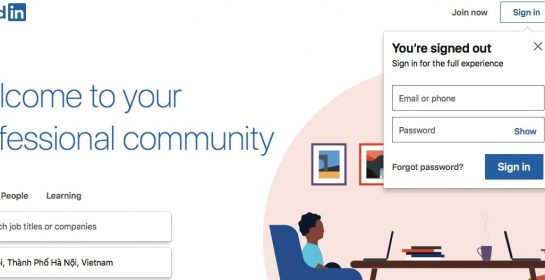 d in
Join now
Sign in
You're signed out
Sign in for the full experience
Email or phone
Password
Show
Forgot password?
Sign in
lcome to your
fessional community
People
Learning
ch job titles or companies
i, Thành Phố Hà Nội, Vietnam